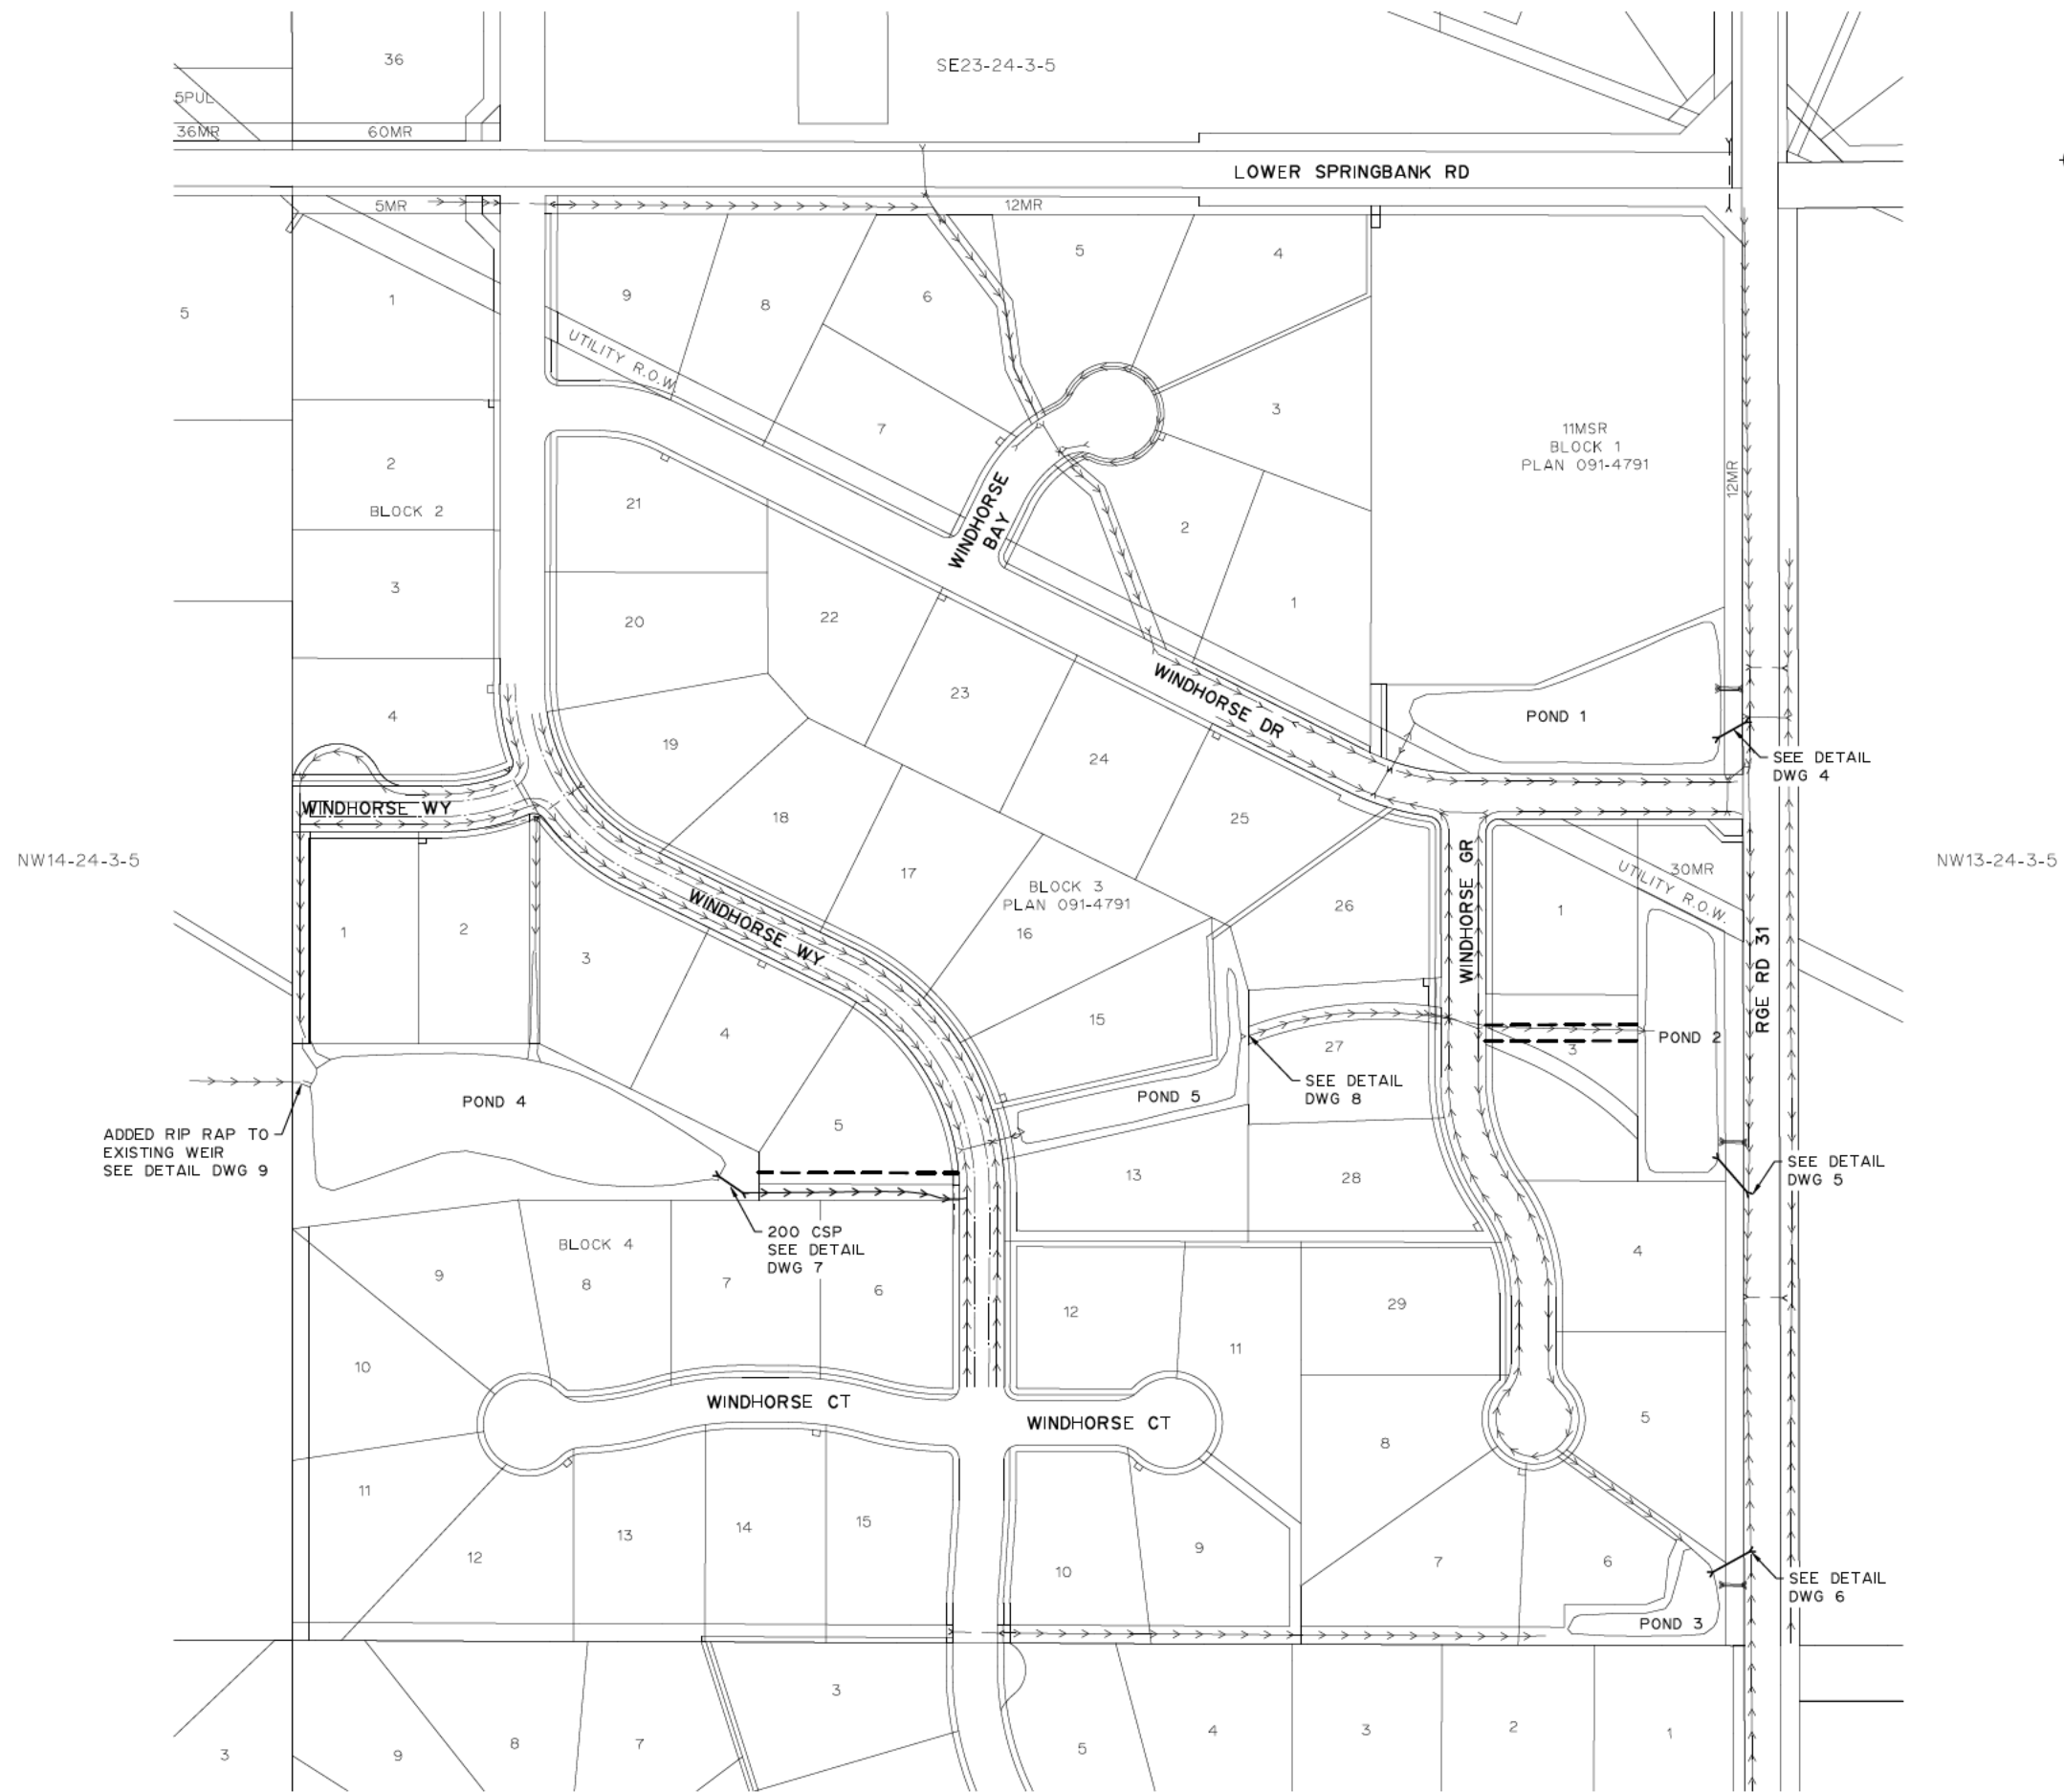 36
SE23-24-3-5
5PUL
36MR
60MR
LOWER SPRINGBANK RD
5MR
12MR
5
4
9
8
6
1
5
UTILITY R.O.W.
7
3
11MSR
BLOCK 1
PLAN 091-4791
12MR
2
BLOCK 2
21
WINDHORSE
BAY
2
3
20
22
1
23
WINDHORSE DR
4
19
24
POND 1
SEE DETAIL
DWG 4
WINDHORSE WY
18
25
NW14-24-3-5
17
BLOCK 3
PLAN 091-4791
WINDHORSE GR
30MR
UTILITY R.O.W.
NW13-24-3-5
1
2
3
WINDHORSE WY
16
26
1
RGE RD 31
4
15
27
3
POND 2
POND 4
POND 5
SEE DETAIL
DWG 8
ADDED RIP RAP TO
EXISTING WEIR
SEE DETAIL DWG 9
5
13
28
SEE DETAIL
DWG 5
200 CSP
SEE DETAIL
DWG 7
BLOCK 4
9
8
7
6
4
12
29
11
10
WINDHORSE CT
WINDHORSE CT
5
8
11
12
13
14
15
10
9
7
6
SEE DETAIL
DWG 6
POND 3
3
3
9
8
7
5
4
3
2
1